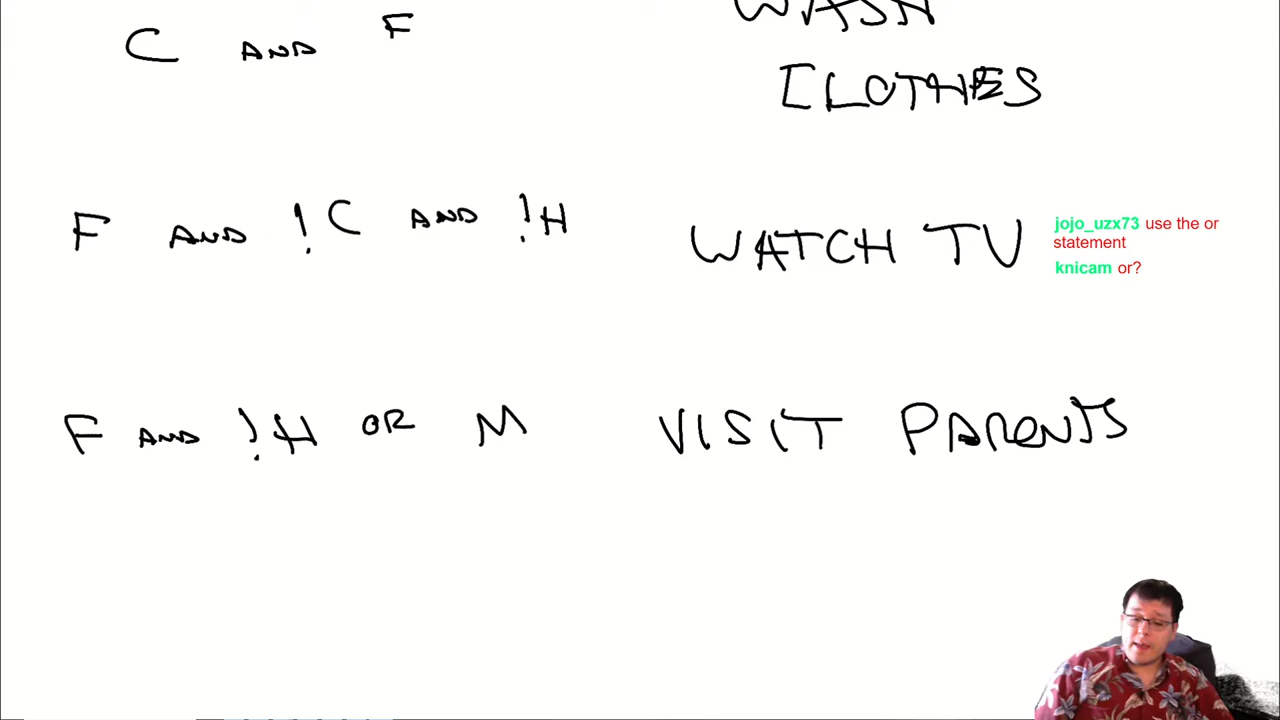 C AND F
WASH
CLOTHES
F AND !C AND !H
WATCH TV
jojo_uzx73 use the or
statement
knicam or?
F AND !H OR M
VISIT PARENTS